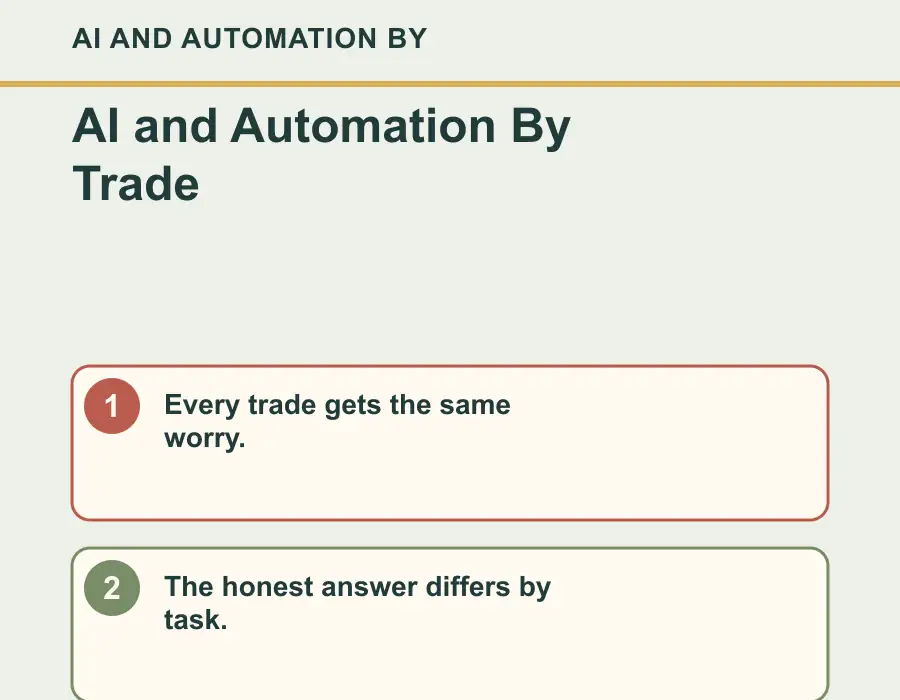 AI AND AUTOMATION BY
AI and Automation By
Trade
1
Every trade gets the same
worry.
2
The honest answer differs by
task.